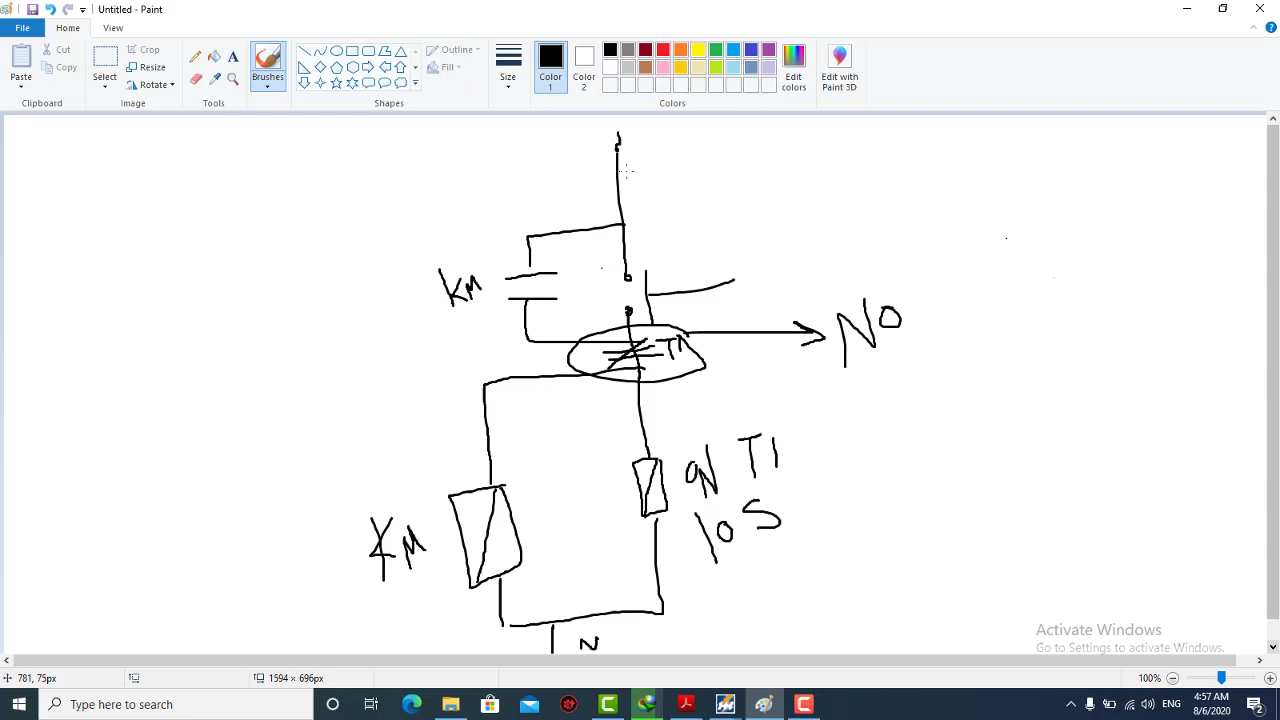 Untitled - Paint
File
Home
View
Paste
Cut
Copy
Clipboard
Select
Crop
Resize
Rotate
Image
Tools
Brushes
Outline
Fill
Shapes
Size
Color 1
Color 2
Colors
Edit colors
Edit with Paint 3D
KM
T1
NO
T1
10 S
KM
N
Activate Windows
Go to Settings to activate Windows.
781, 75px
1594 × 696px
100%
Type here to search
4:57 AM
8/6/2020
2